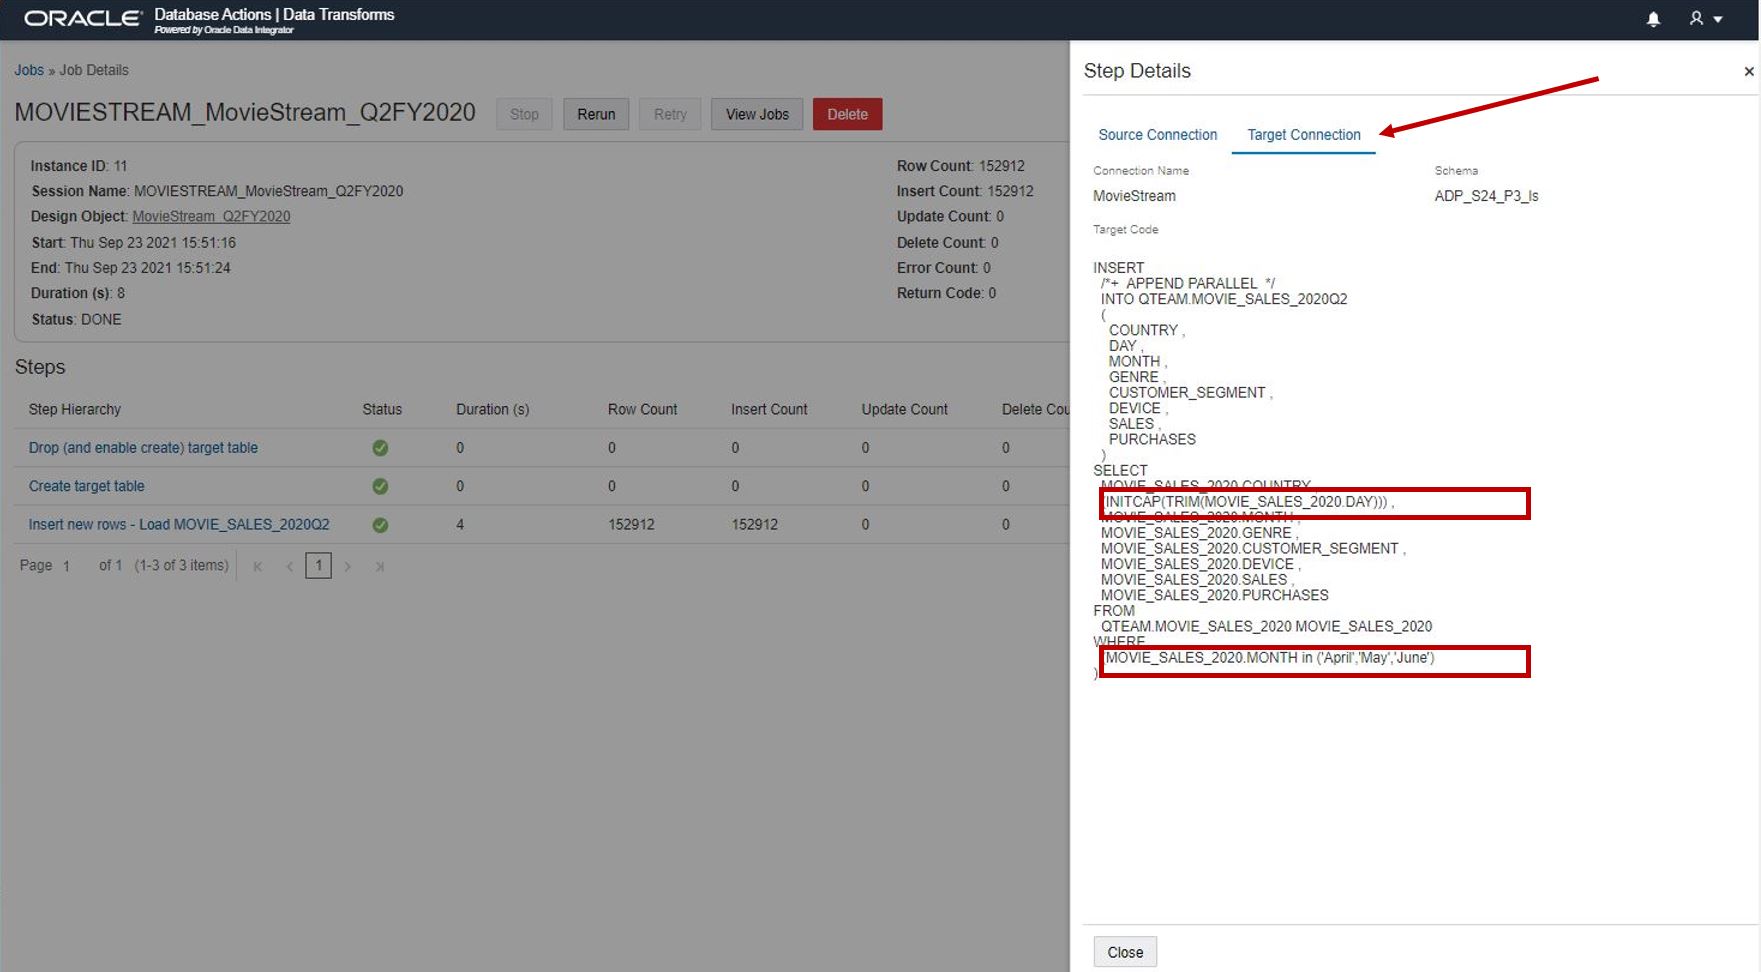 ORACLE Database Actions | Data Transforms
Powered by Oracle Data Integrator
Jobs » Job Details
MOVIESTREAM_MovieStream_Q2FY2020 Stop Rerun Retry View Jobs Delete
Instance ID: 11
Session Name: MOVIESTREAM_MovieStream_Q2FY2020
Design Object: MovieStream_Q2FY2020
Start: Thu Sep 23 2021 15:51:16
End: Thu Sep 23 2021 15:51:24
Duration (s): 8
Status: DONE
Row Count: 152912
Insert Count: 152912
Update Count: 0
Delete Count: 0
Error Count: 0
Return Code: 0
Steps
Step Hierarchy Status Duration (s) Row Count Insert Count Update Count Delete Cou
Drop (and enable create) target table 0 0 0 0 0
Create target table 0 0 0 0 0
Insert new rows - Load MOVIE_SALES_2020Q2 4 152912 152912 0 0
Page 1 of 1 (1-3 of 3 items) 1
Step Details
Source Connection Target Connection
Connection Name Schema
MovieStream ADP_S24_P3_ls
Target Code
INSERT
/*+ APPEND PARALLEL */
INTO QTEAM.MOVIE_SALES_2020Q2
(
COUNTRY ,
DAY ,
MONTH ,
GENRE ,
CUSTOMER_SEGMENT ,
DEVICE ,
SALES ,
PURCHASES
)
SELECT
MOVIE_SALES_2020.COUNTRY
(INITCAP(TRIM(MOVIE_SALES_2020.DAY))) ,
MOVIE_SALES_2020.MONTH ,
MOVIE_SALES_2020.GENRE ,
MOVIE_SALES_2020.CUSTOMER_SEGMENT ,
MOVIE_SALES_2020.DEVICE ,
MOVIE_SALES_2020.SALES ,
MOVIE_SALES_2020.PURCHASES
FROM
QTEAM.MOVIE_SALES_2020 MOVIE_SALES_2020
WHERE
(MOVIE_SALES_2020.MONTH in ('April','May','June')
)
Close